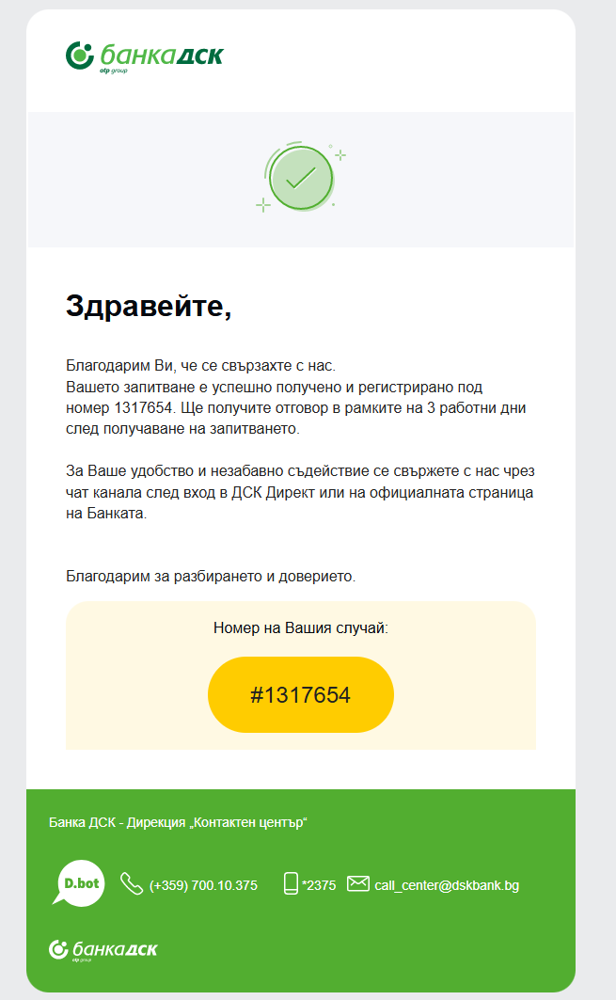 банкадск
otp group
Здравейте,
Благодарим Ви, че се свързахте с нас.
Вашето запитване е успешно получено и регистрирано под
номер 1317654. Ще получите отговор в рамките на 3 работни дни
след получаване на запитването.
За Ваше удобство и незабавно съдействие се свържете с нас чрез
чат канала след вход в ДСК Директ или на официалната страница
на Банката.
Благодарим за разбирането и доверието.
Номер на Вашия случай:
#1317654
Банка ДСК - Дирекция „Контактен център“
D.bot (+359) 700.10.375 *2375 call_center@dskbank.bg
банкадск
otp group